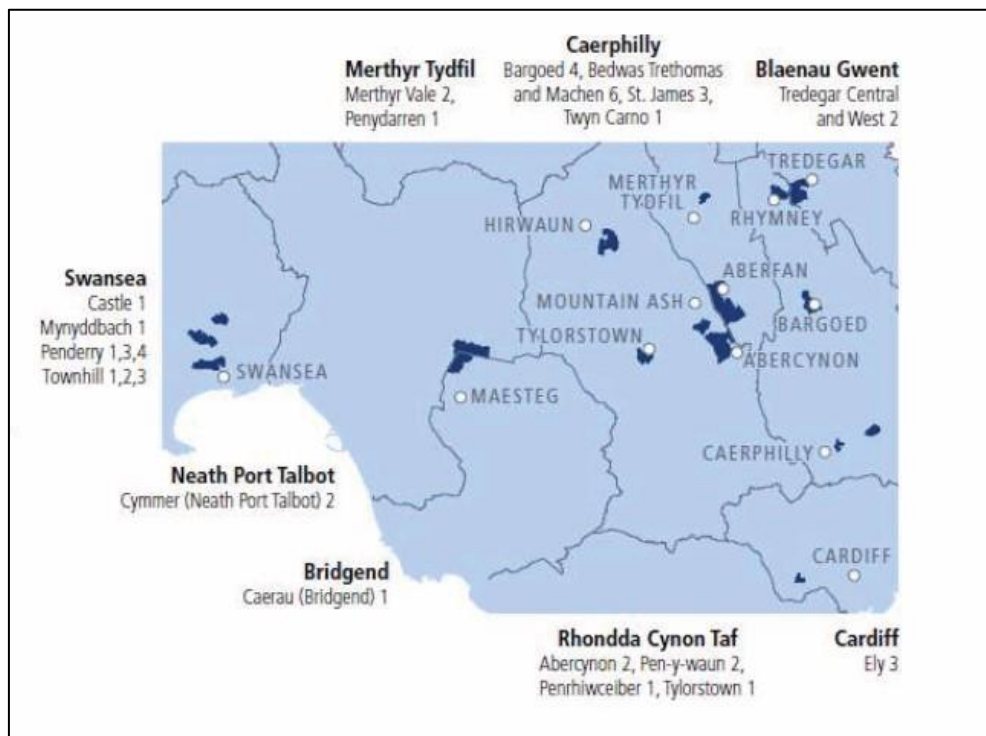 Caerphilly
Bargoed 4, Bedwas Trethomas
and Machen 6, St. James 3,
Twyn Carno 1
Merthyr Tydfil
Merthyr Vale 2,
Penydarren 1
Blaenau Gwent
Tredegar Central
and West 2
TREDEGAR
MERTHYR
TYDFIL
RHYMNEY
HIRWAUN
ABERFAN
MOUNTAIN ASH
BARGOED
TYLORSTOWN
ABERCYNON
Swansea
Castle 1
Mynyddbach 1
Penderry 1,3,4
Townhill 1,2,3
SWANSEA
MAESTEG
CAERPHILLY
Neath Port Talbot
Cymmer (Neath Port Talbot) 2
CARDIFF
Bridgend
Caerau (Bridgend) 1
Rhondda Cynon Taf
Abercynon 2, Pen-y-waun 2,
Penrhiwceiber 1, Tylorstown 1
Cardiff
Ely 3